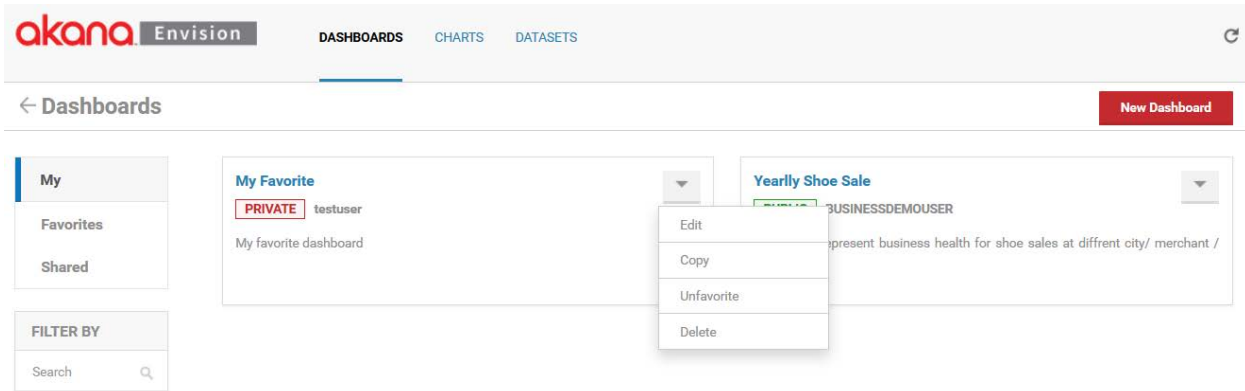 akana Envision DASHBOARDS CHARTS DATASETS
Dashboards New Dashboard
My
Favorites
Shared
FILTER BY
Search
My Favorite
PRIVATE testuser
My favorite dashboard
Edit
Copy
Unfavorite
Delete
Yearlly Shoe Sale
PUBLIC BUSINESSDEMOUSER
epresent business health for shoe sales at diffrent city/ merchant /